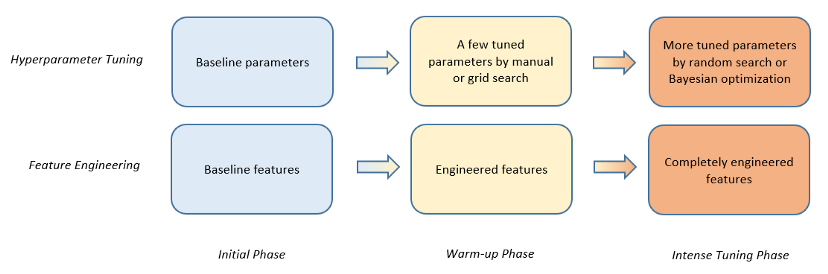 Hyperparameter Tuning
Baseline parameters
A few tuned
parameters by manual
or grid search
More tuned parameters
by random search or
Bayesian optimization
Feature Engineering
Baseline features
Engineered features
Completely engineered
features
Initial Phase
Warm-up Phase
Intense Tuning Phase